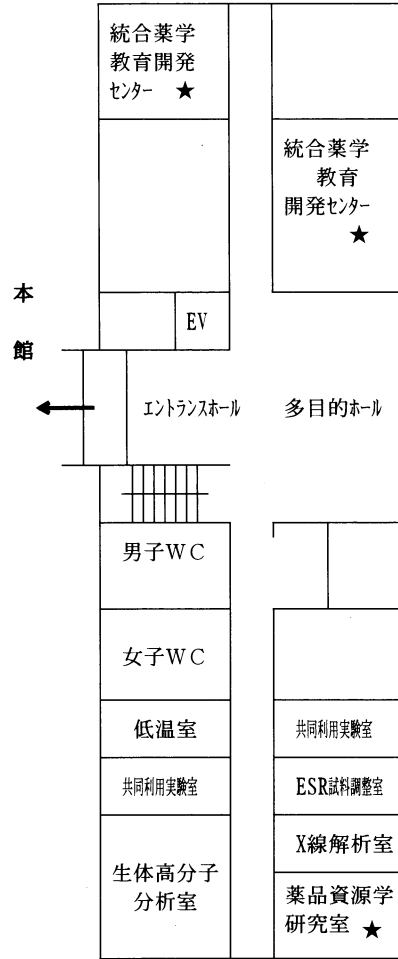 統合薬学
教育開発
センター ★
統合薬学
教育
開発センター
★
本
館
EV
エントランスホール
多目的ホール
男子WC
女子WC
低温室
共同利用実験室
共同利用実験室
ESR試料調整室
生体高分子
分析室
X線解析室
薬品資源学
研究室 ★